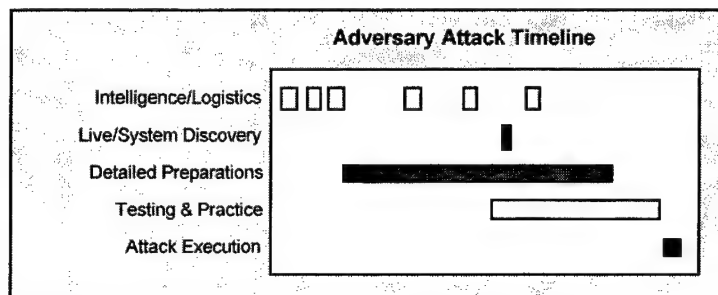 Adversary Attack Timeline
Intelligence/Logistics
Live/System Discovery
Detailed Preparations
Testing & Practice
Attack Execution